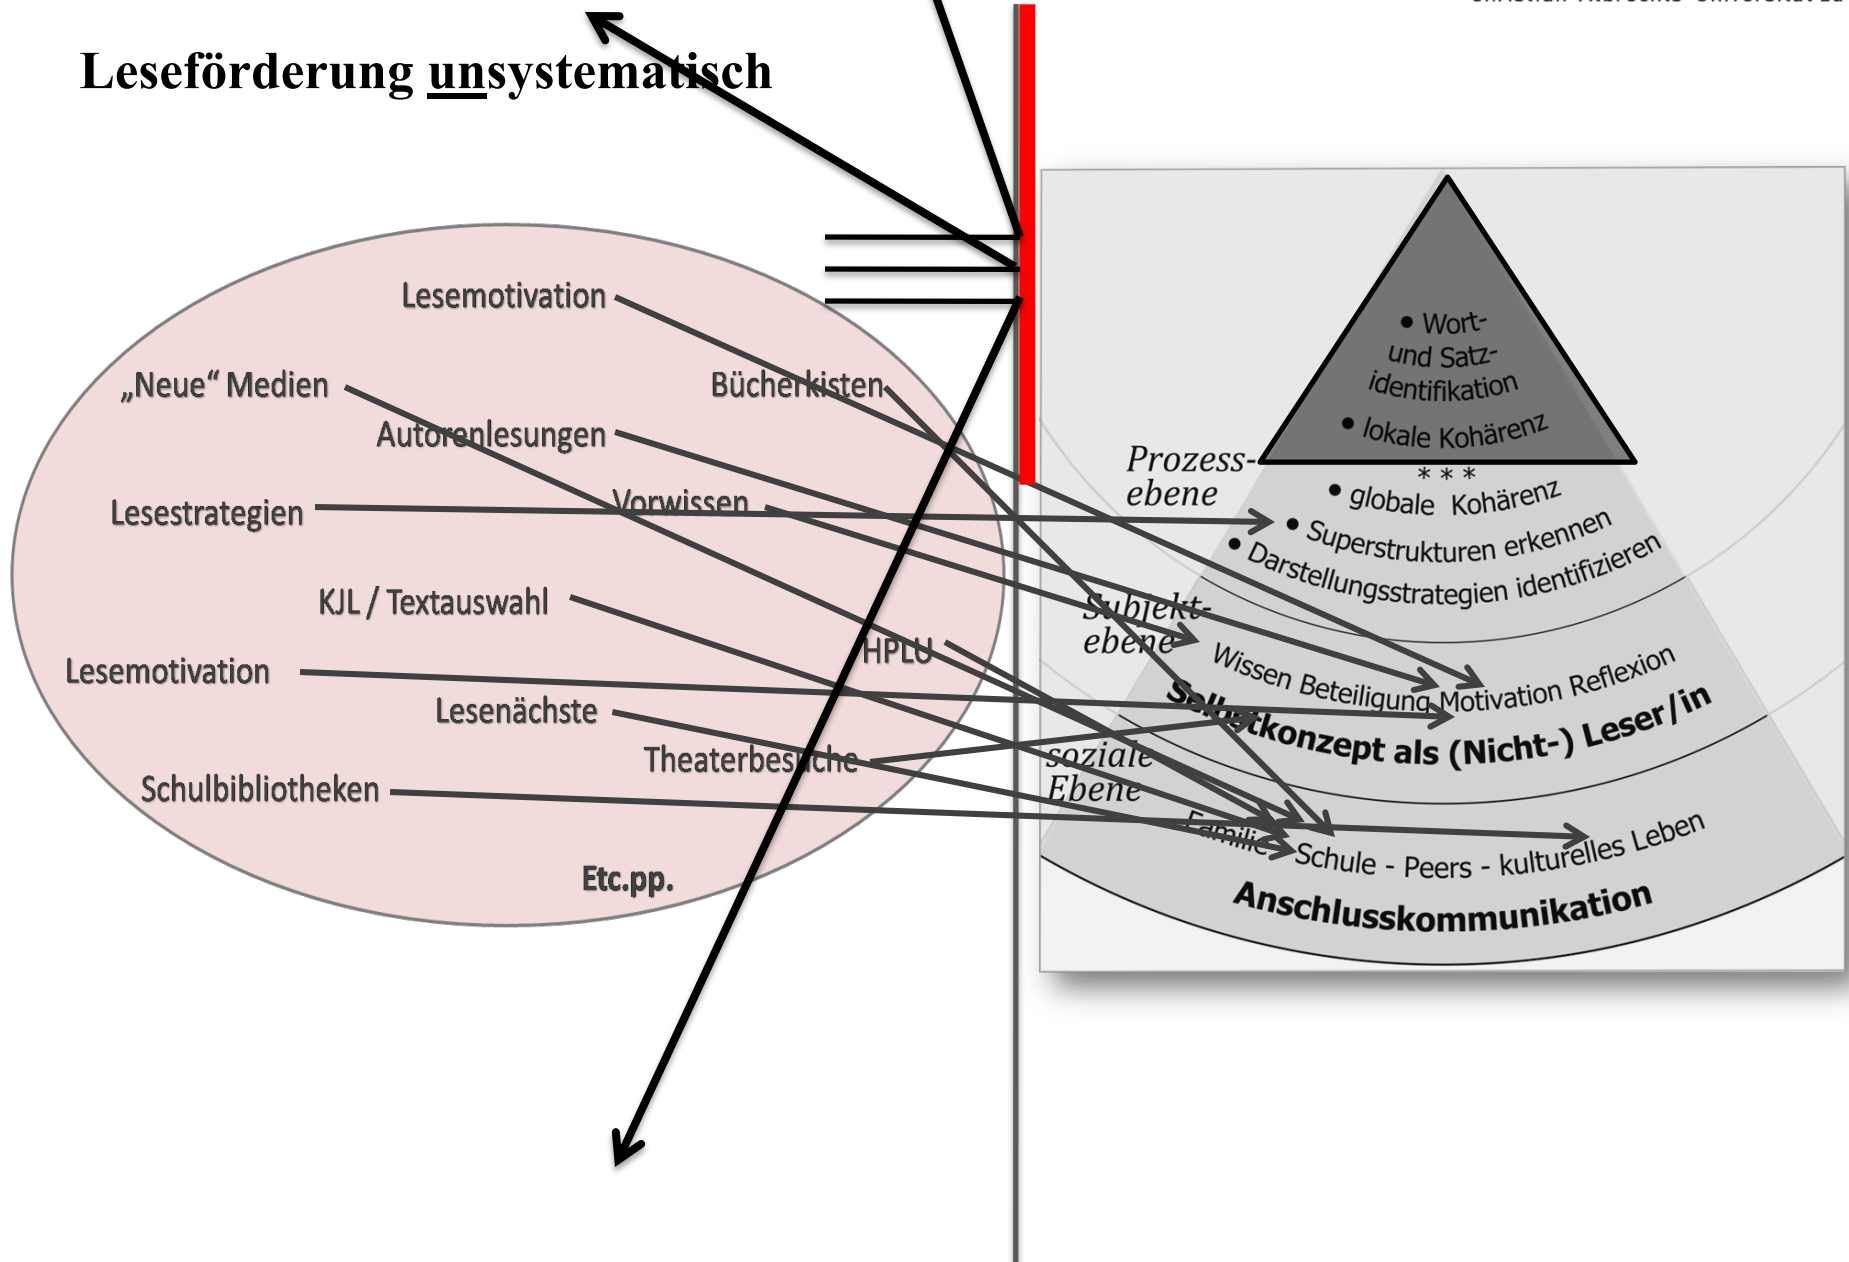 Leseförderung unsystematisch
Lesemotivation
„Neue“ Medien
Bücherkisten
Autorenlesungen
Vorwissen
Lesestrategien
KJL / Textauswahl
HPLU
Lesemotivation
Lesenächste
Theaterbesuche
Schulbibliotheken
Etc.pp.
• Wort-
und Satz-
identifikation
• lokale Kohärenz
* * *
Prozess-
ebene
• globale Kohärenz
• Superstrukturen erkennen
• Darstellungsstrategien identifizieren
Subjekt-
ebene
Wissen Beteiligung Motivation Reflexion
Selbstkonzept als (Nicht-) Leser/in
soziale
Ebene
Familie - Schule - Peers - kulturelles Leben
Anschlusskommunikation